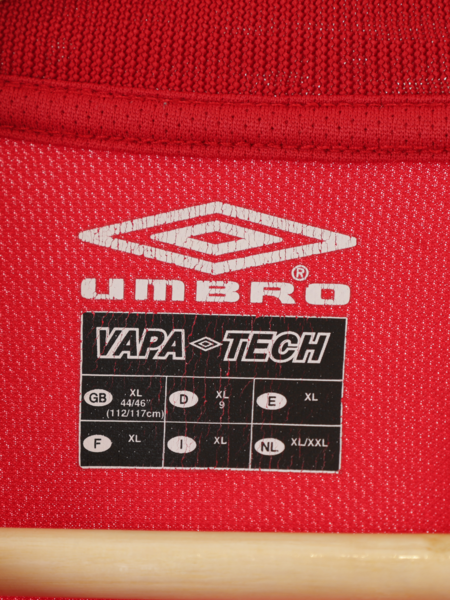 UMBRO®
VAPA TECH
GB XL 44/46" (112/117cm)
D XL 9
E XL
F XL
I XL
NL XL/XXL